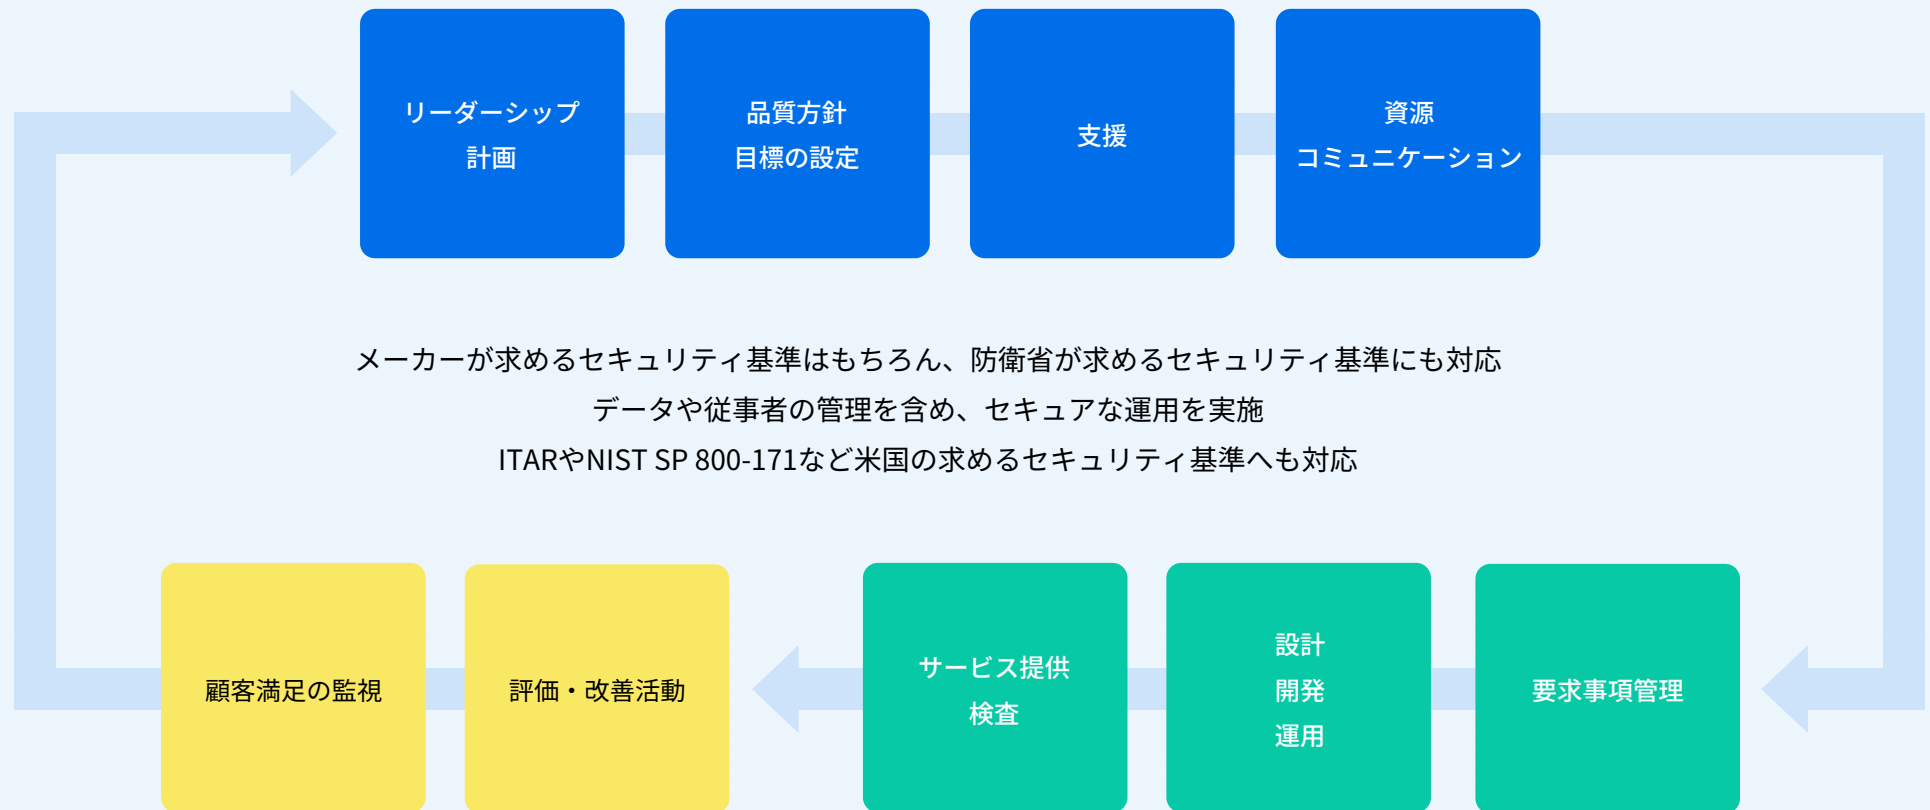 リーダーシップ
計画
品質方針
目標の設定
支援
資源
コミュニケーション
メーカーが求めるセキュリティ基準はもちろん、防衛省が求めるセキュリティ基準にも対応
データや従事者の管理を含め、セキュアな運用を実施
ITARやNIST SP 800-171など米国の求めるセキュリティ基準へも対応
顧客満足の監視
評価・改善活動
サービス提供
検査
設計
開発
運用
要求事項管理